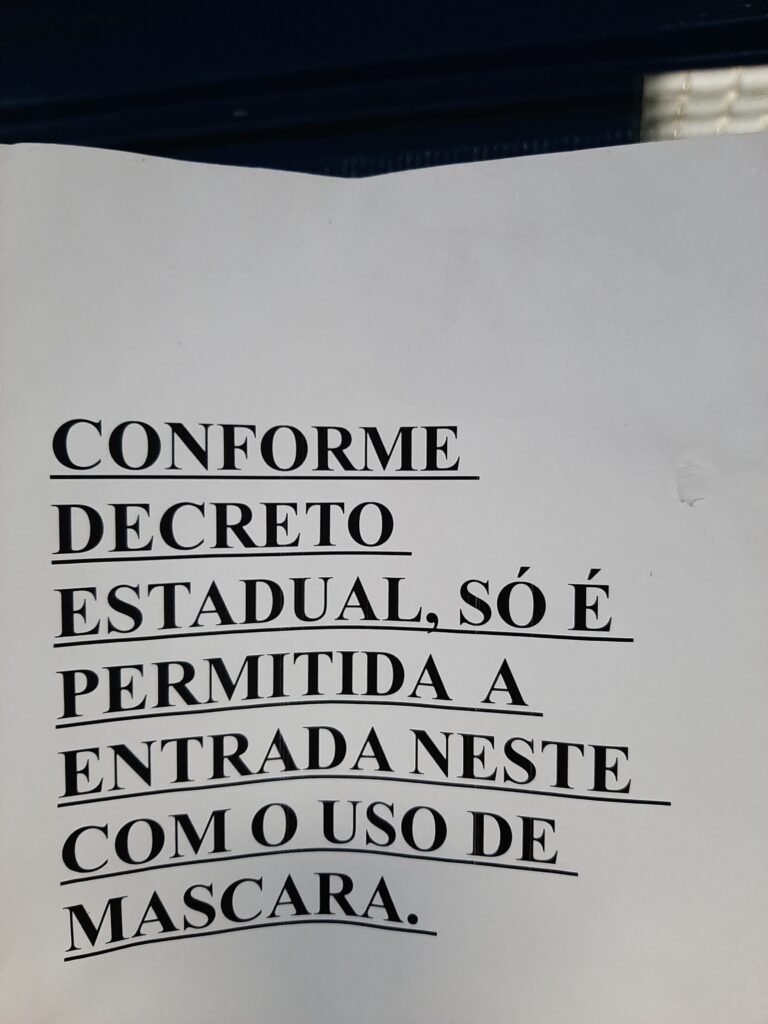 CONFORME
DECRETO
ESTADUAL, SÓ É
PERMITIDA A
ENTRADA NESTE
COM O USO DE
MASCARA.